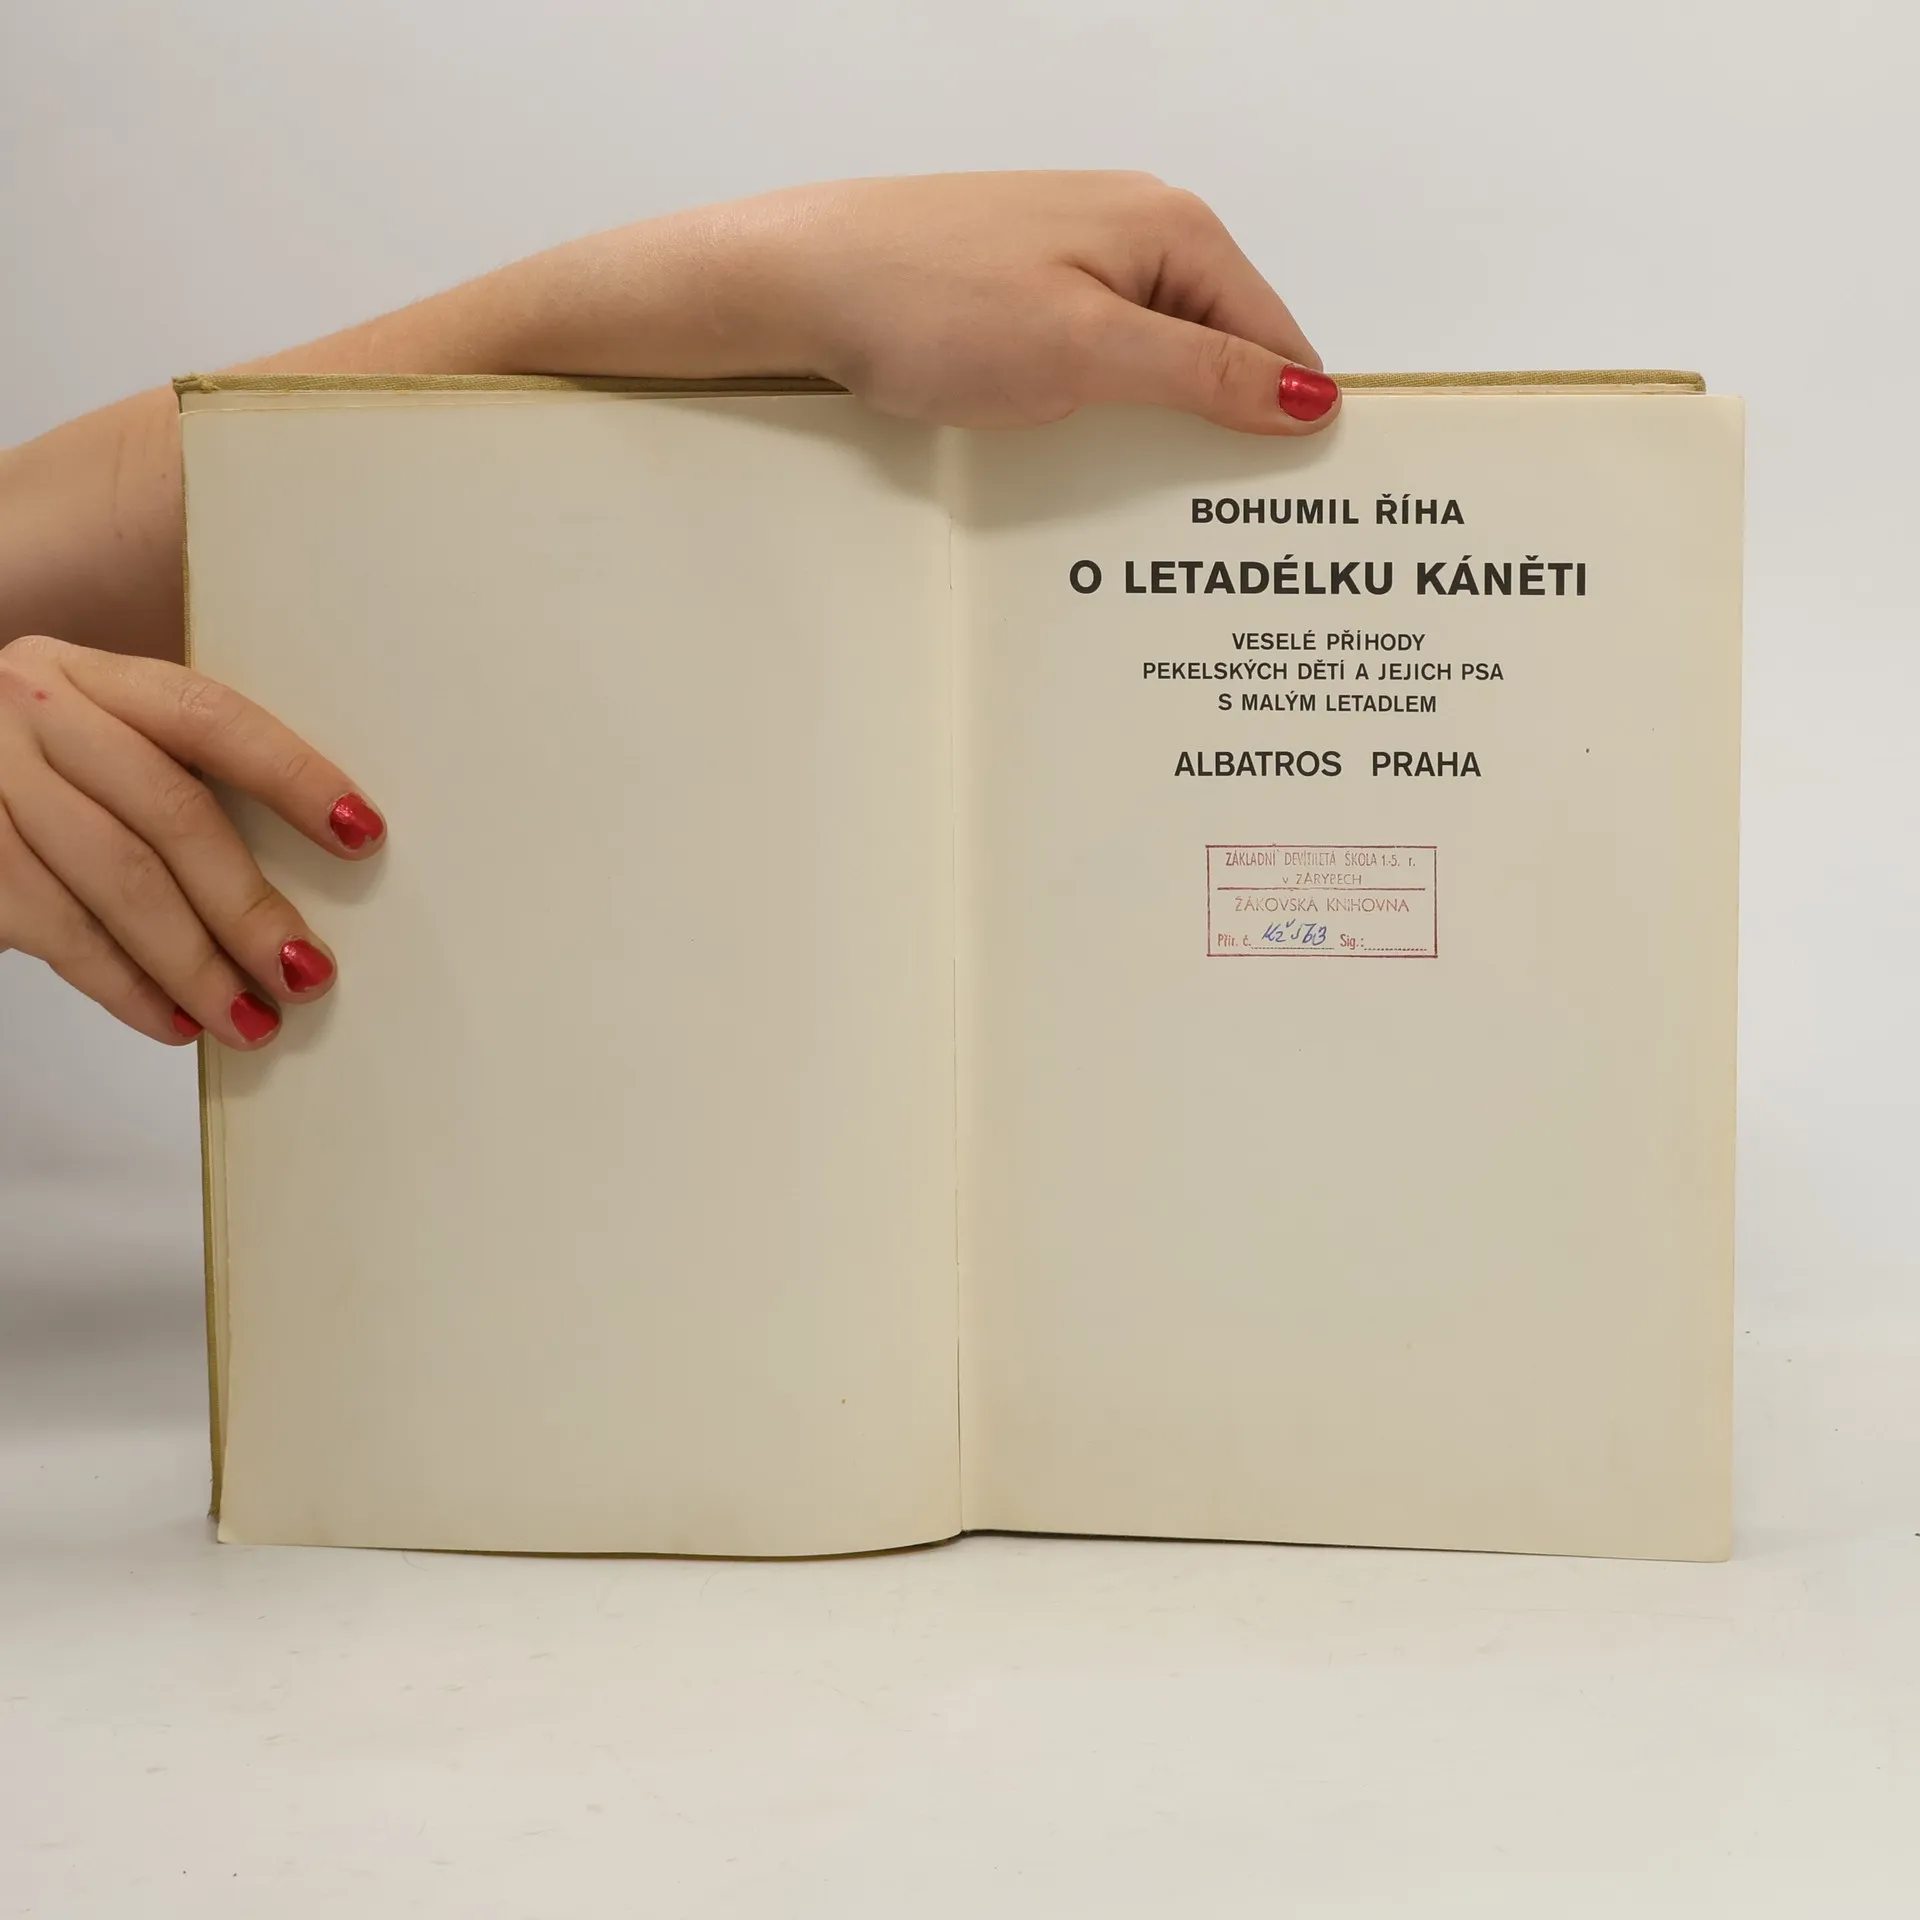 BOHUMIL ŘÍHA
O LETADÉLKU KÁNĚTI
VESELÉ PŘÍHODY
PEKELSKÝCH DĚTÍ A JEJICH PSA
S MALÝM LETADLEM
ALBATROS PRAHA
ZÁKLADNÍ DEVÍTILETÁ ŠKOLA 1.-5. r.
v ZÁRYBECH
ŽÁKOVSKÁ KNIHOVNA
Přír. č. Sig.: